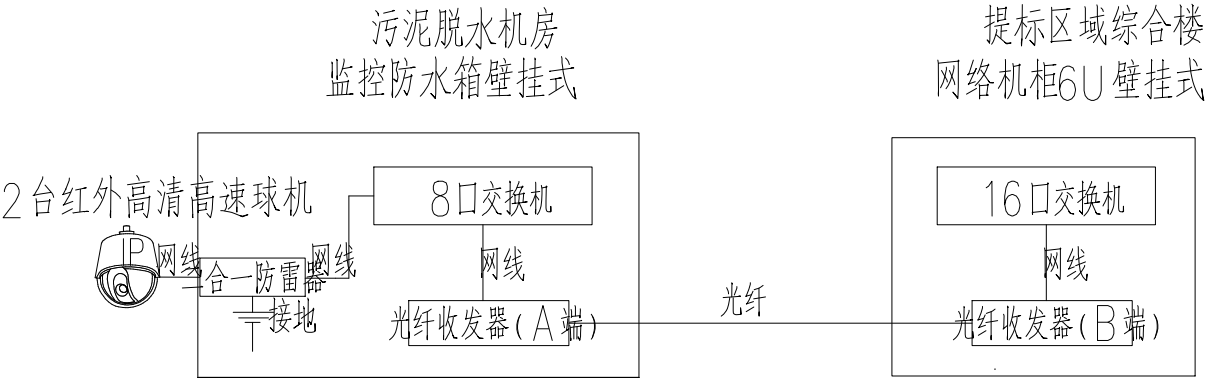 污泥脱水机房
监控防水箱壁挂式
提标区域综合楼
网络机柜6U壁挂式
2台红外高清高速球机
8口交换机
16口交换机
IP
网线
网线
网线
网线
二合一防雷器
接地
光纤收发器(A端)
光纤
光纤收发器(B端)